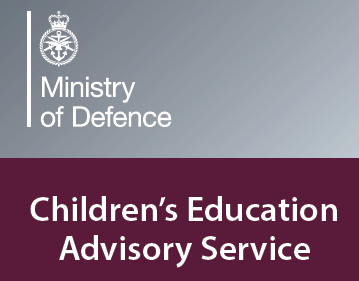 Ministry
of Defence
Children's Education
Advisory Service